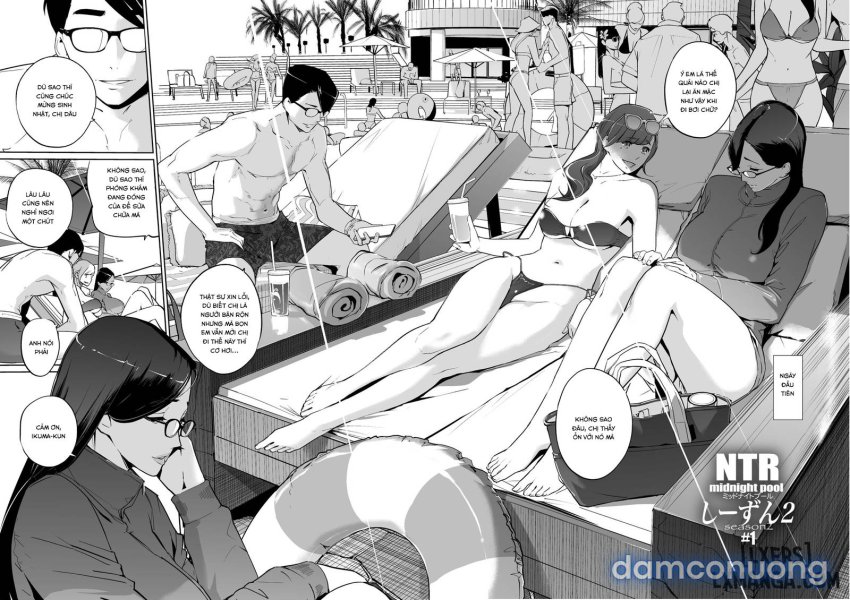 Ý EM LÀ THẾ
QUÁI NÀO CHỊ
LẠI ĂN MẶC
NHƯ VẬY KHI
ĐI BƠI CHỨ?
DÙ SAO THÌ
CŨNG CHÚC
MỪNG SINH
NHẬT, CHỊ DÂU
KHÔNG SAO,
DÙ SAO THÌ
PHÒNG KHÁM
ĐANG ĐÓNG
CỬA ĐỂ SỬA
CHỮA MÀ
LÂU LÂU
CŨNG NÊN
NGHỈ NGƠI
MỘT CHÚT
ANH NÓI
PHẢI
THẬT SỰ XIN LỖI,
DÙ BIẾT CHỊ LÀ
NGƯỜI BẬN RỘN
NHƯNG MÀ BỌN
EM VẪN MỜI CHỊ
ĐI THẾ NÀY THÌ
CÓ HƠI...
KHÔNG SAO
ĐÂU, CHỊ THẤY
ỔN VỚI NÓ MÀ
CẢM ƠN,
IKUMA-KUN
NGÀY
ĐẦU
TIÊN
NTR
midnight pool
ミッドナイトプール
しーずん2
season2
#1
[LXERS]
LXMANGA.COM
damconuong